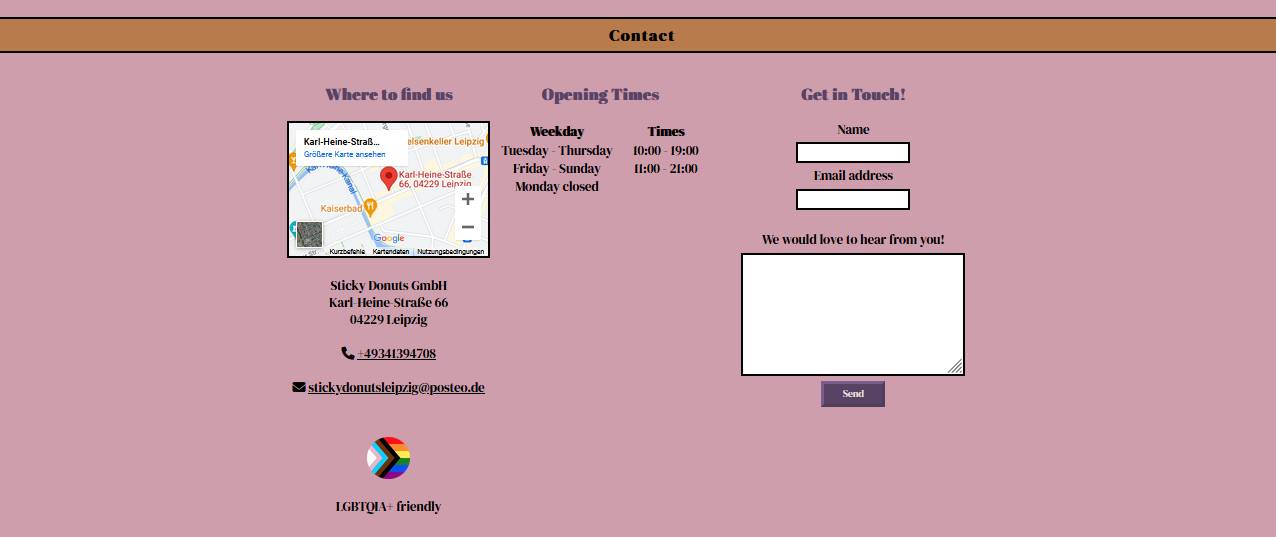 Contact
Where to find us
Karl-Heine-Straß...
Größere Karte ansehen
elsenkeller Leipzig
Karl-Heine-Straße
66, 04229 Leipzig
Karl-Heine-Kanal
Kaiserbad
Google
Kurzbefehle Kartendaten Nutzungsbedingungen
Sticky Donuts GmbH
Karl-Heine-Straße 66
04229 Leipzig
+49341394708
stickydonutsleipzig@posteo.de
LGBTQIA+ friendly
Opening Times
Weekday Times
Tuesday - Thursday 10:00 - 19:00
Friday - Sunday 11:00 - 21:00
Monday closed
Get in Touch!
Name
Email address
We would love to hear from you!
Send